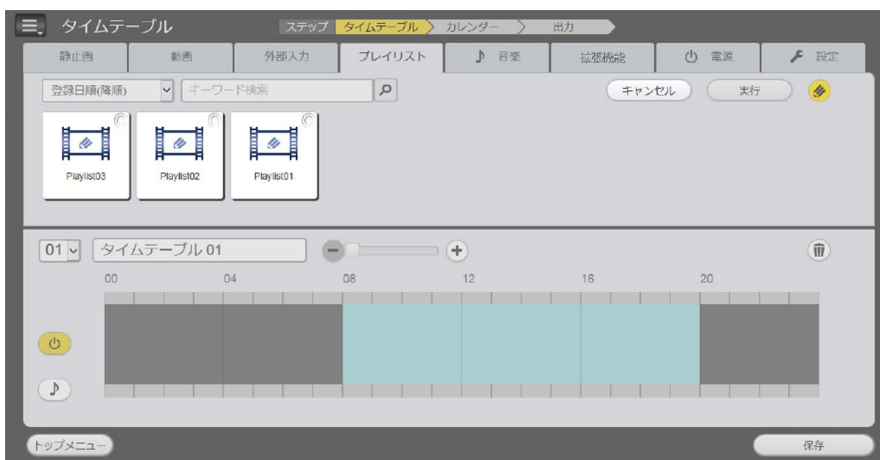 タイムテーブル
ステップ タイムテーブル カレンダー 出力
静止画 動画 外部入力 プレイリスト 音楽 拡張機能 電源 設定
登録日順(降順) キーワード検索 キャンセル 実行
Playlist03 Playlist02 Playlist01
01 タイムテーブル 01
00 04 08 12 16 20
トップメニュー 保存